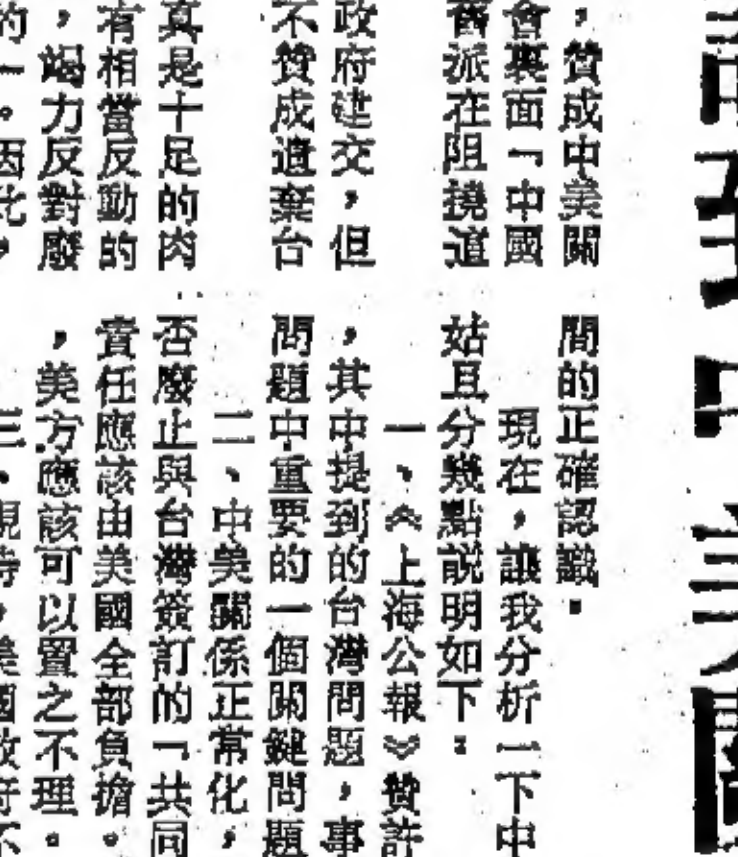 ，贊成中美關
會裏面「中國
舊派在阻撓這
政府建交，但
不贊成遺棄台
真是十足的肉
有相當反動的
，竭力反對廢
的一。因此，
間的正確認識。
現在，讓我分析一下中
姑且分幾點説明如下：
一、《上海公報》贊許
，其中提到的台灣問題，事
問題中重要的一個關鍵問題
二、中美關係正常化，
否廢止與台灣簽訂的「共同
責任應該由美國全部負擔。
，美方應該可以置之不理。
三、現時，美國政府不